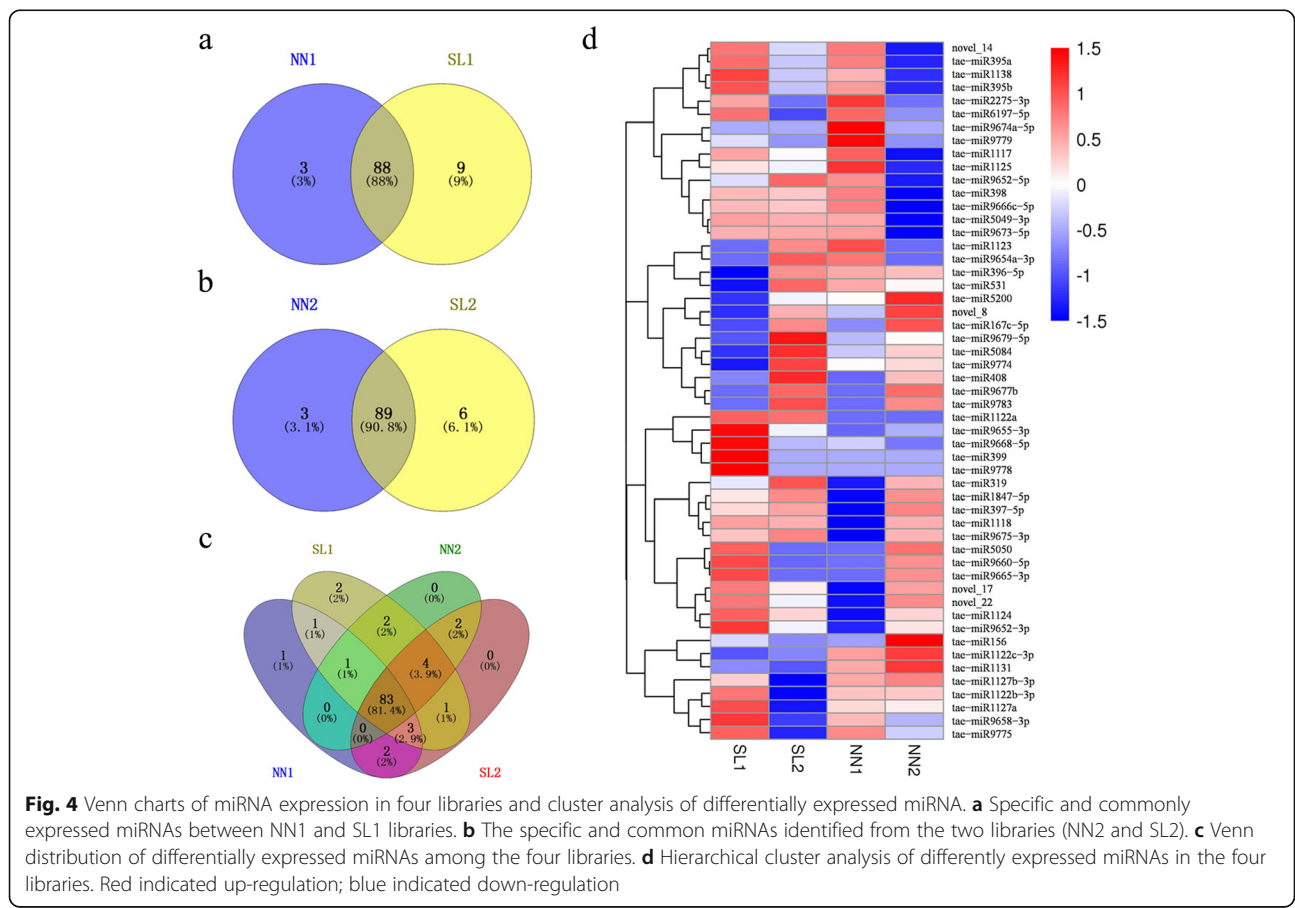 a
NN1
SL1
3
(3%)
88
(88%)
9
(9%)
b
NN2
SL2
3
(3.1%)
89
(90.8%)
6
(6.1%)
c
SL1
NN2
2
(2%)
0
(0%)
1
(1%)
2
(2%)
2
(2%)
1
(1%)
1
(1%)
4
(3.9%)
0
(0%)
83
(81.4%)
0
(0%)
1
(1%)
0
(0%)
3
(2.9%)
2
(2%)
NN1
SL2
d
novel_14
tae-miR395a
tae-miR1138
tae-miR395b
tae-miR2275-3p
tae-miR6197-5p
tae-miR9674a-5p
tae-miR9779
tae-miR1117
tae-miR1125
tae-miR9652-5p
tae-miR398
tae-miR9666c-5p
tae-miR5049-3p
tae-miR9673-5p
tae-miR1123
tae-miR9654a-3p
tae-miR396-5p
tae-miR531
tae-miR5200
novel_8
tae-miR167c-5p
tae-miR9679-5p
tae-miR5084
tae-miR9774
tae-miR408
tae-miR9677b
tae-miR9783
tae-miR1122a
tae-miR9655-3p
tae-miR9668-5p
tae-miR399
tae-miR9778
tae-miR319
tae-miR1847-5p
tae-miR397-5p
tae-miR1118
tae-miR9675-3p
tae-miR5050
tae-miR9660-5p
tae-miR9665-3p
novel_17
novel_22
tae-miR1124
tae-miR9652-3p
tae-miR156
tae-miR1122c-3p
tae-miR1131
tae-miR1127b-3p
tae-miR1122b-3p
tae-miR1127a
tae-miR9658-3p
tae-miR9775
SL1
SL2
NN1
NN2
1.5
1
0.5
0
-0.5
-1
-1.5
Fig. 4 Venn charts of miRNA expression in four libraries and cluster analysis of differentially expressed miRNA. a Specific and commonly
expressed miRNAs between NN1 and SL1 libraries. b The specific and common miRNAs identified from the two libraries (NN2 and SL2). c Venn
distribution of differentially expressed miRNAs among the four libraries. d Hierarchical cluster analysis of differently expressed miRNAs in the four
libraries. Red indicated up-regulation; blue indicated down-regulation